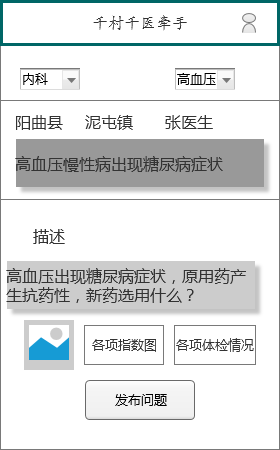 千村千医牵手
内科 高血压
阳曲县 泥屯镇 张医生
高血压慢性病出现糖尿病症状
描述
高血压出现糖尿病症状，原用药产
生抗药性，新药选用什么？
各项指数图 各项体检情况
发布问题